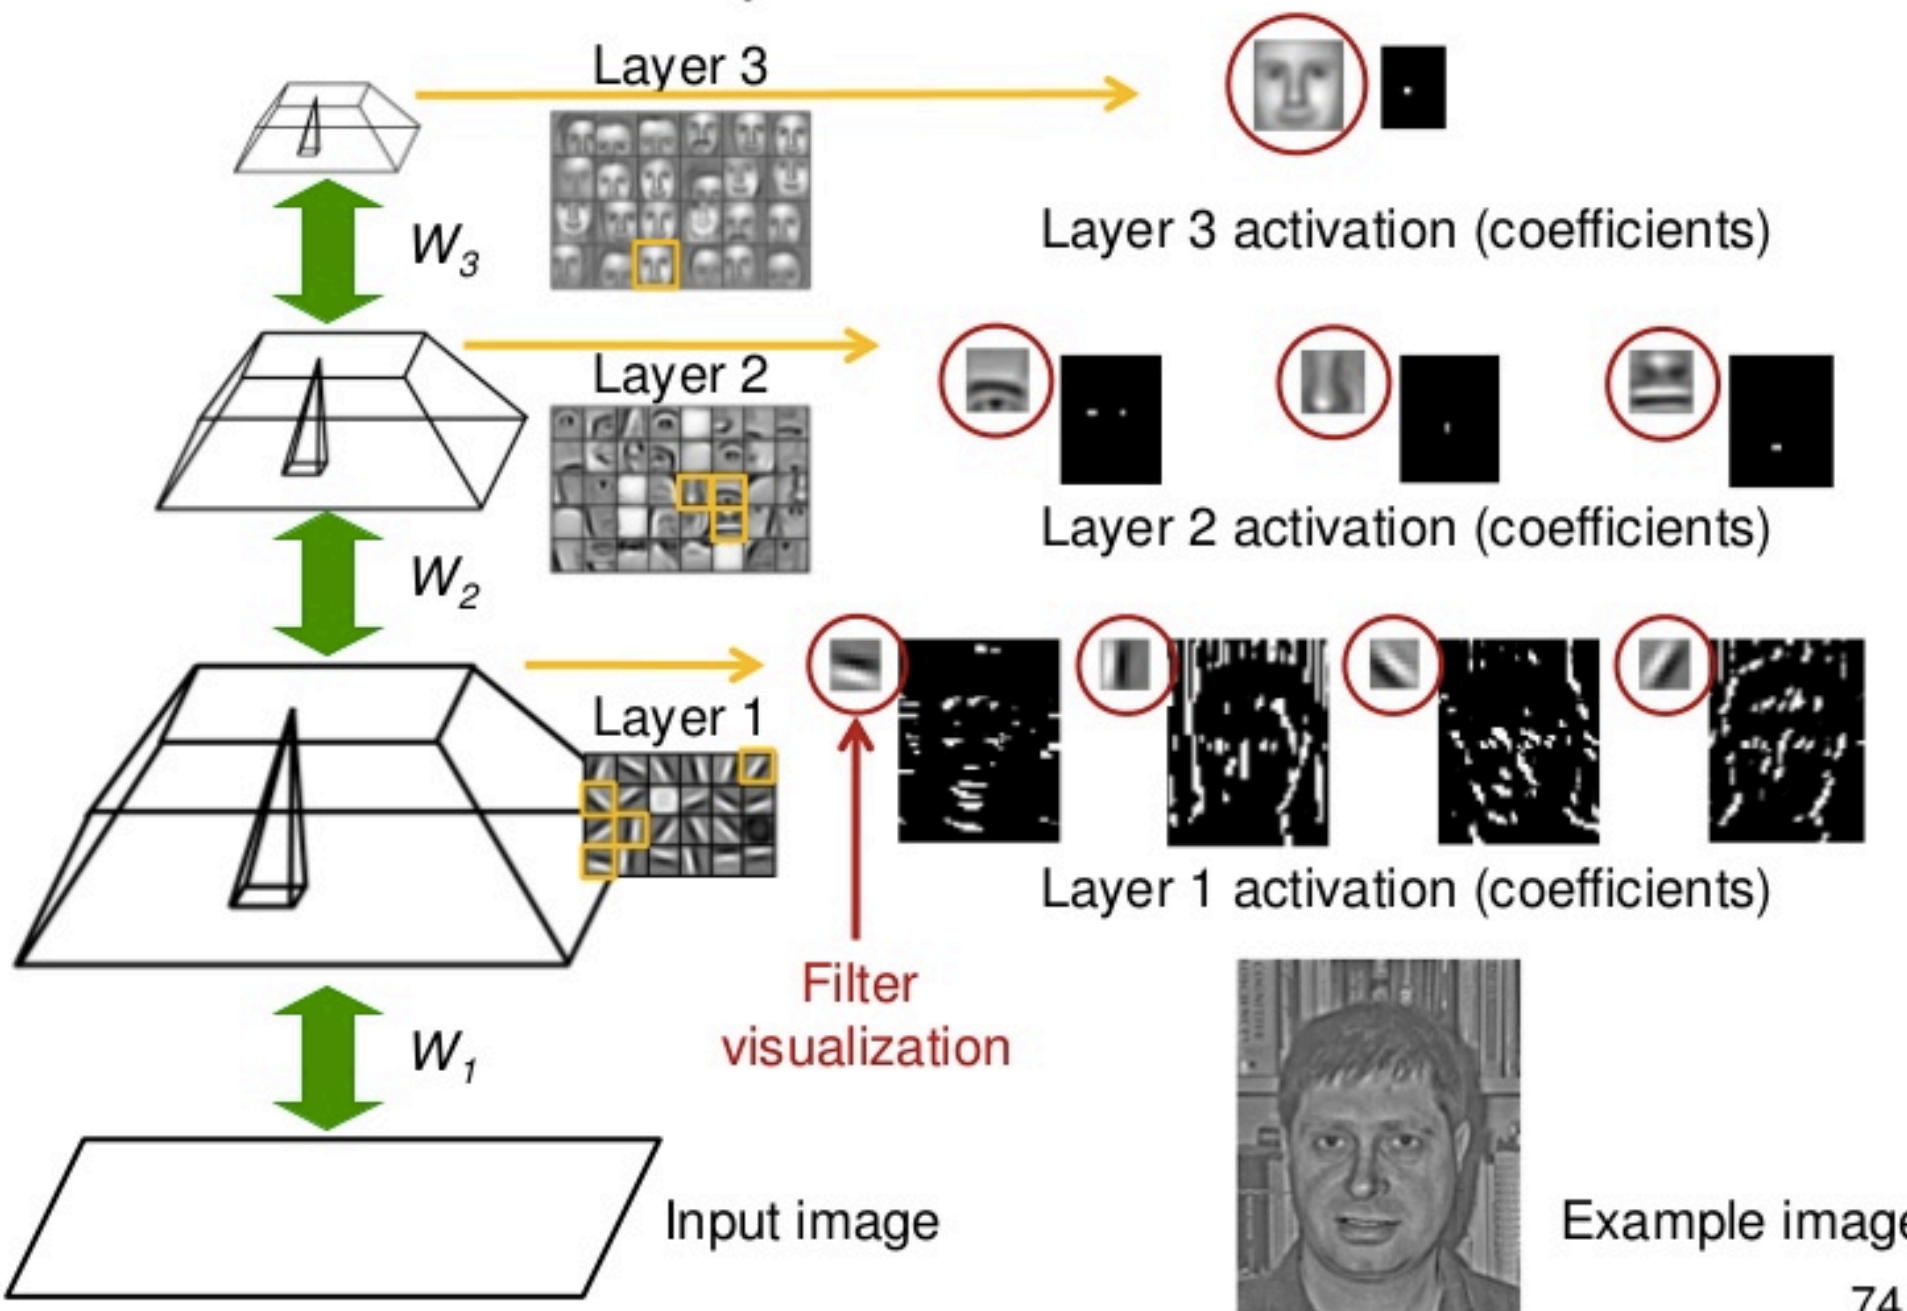 Layer 3
W3
Layer 3 activation (coefficients)
Layer 2
W2
Layer 2 activation (coefficients)
Layer 1
Layer 1 activation (coefficients)
Filter
visualization
W1
Input image
Example image
74